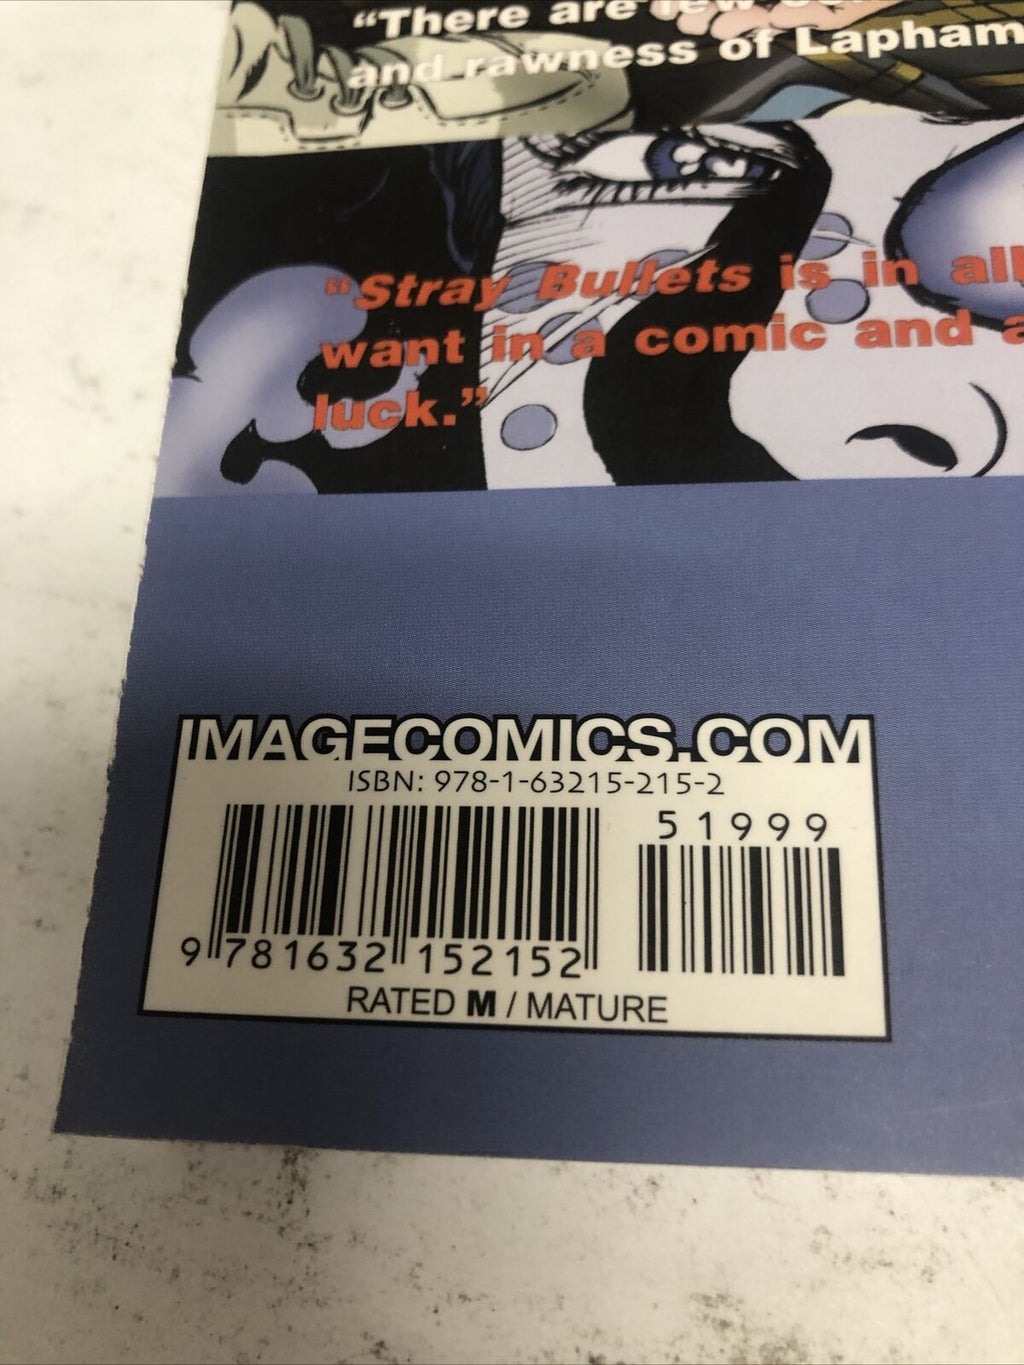 “There are few
and rawness of Lapham
“Stray Bullets is in all
want in a comic and a
luck.”
IMAGECOMICS.COM
ISBN: 978-1-63215-215-2
51999
9 781632 152152
RATED M / MATURE